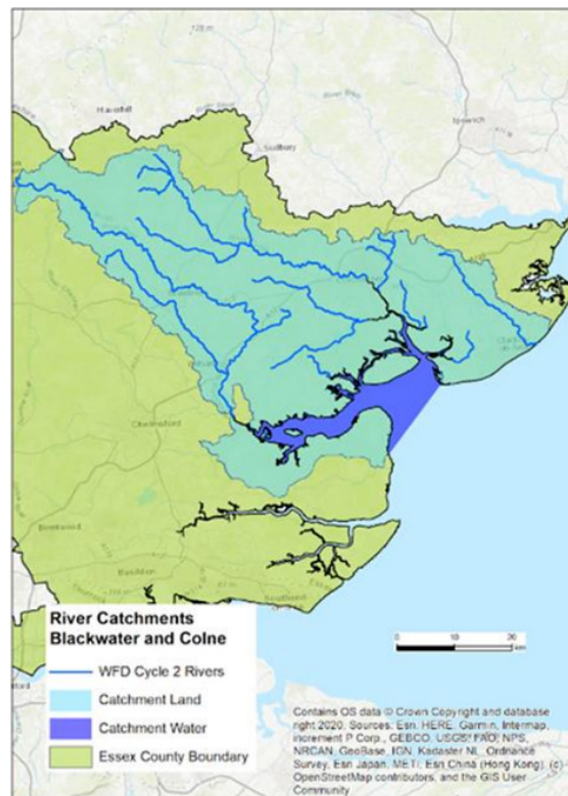 Haverhill
Sudbury
Ipswich
Chelmsford
Brentwood
Basildon
Southend
River Catchments
Blackwater and Colne
WFD Cycle 2 Rivers
Catchment Land
Catchment Water
Essex County Boundary
0 10 20
km
Contains OS data © Crown Copyright and database
right 2020. Sources: Esri, HERE, Garmin, Intermap,
increment P Corp., GEBCO, USGS, FAO, NPS,
NRCAN, GeoBase, IGN, Kadaster NL, Ordnance
Survey, Esri Japan, METI, Esri China (Hong Kong), (c)
OpenStreetMap contributors, and the GIS User
Community